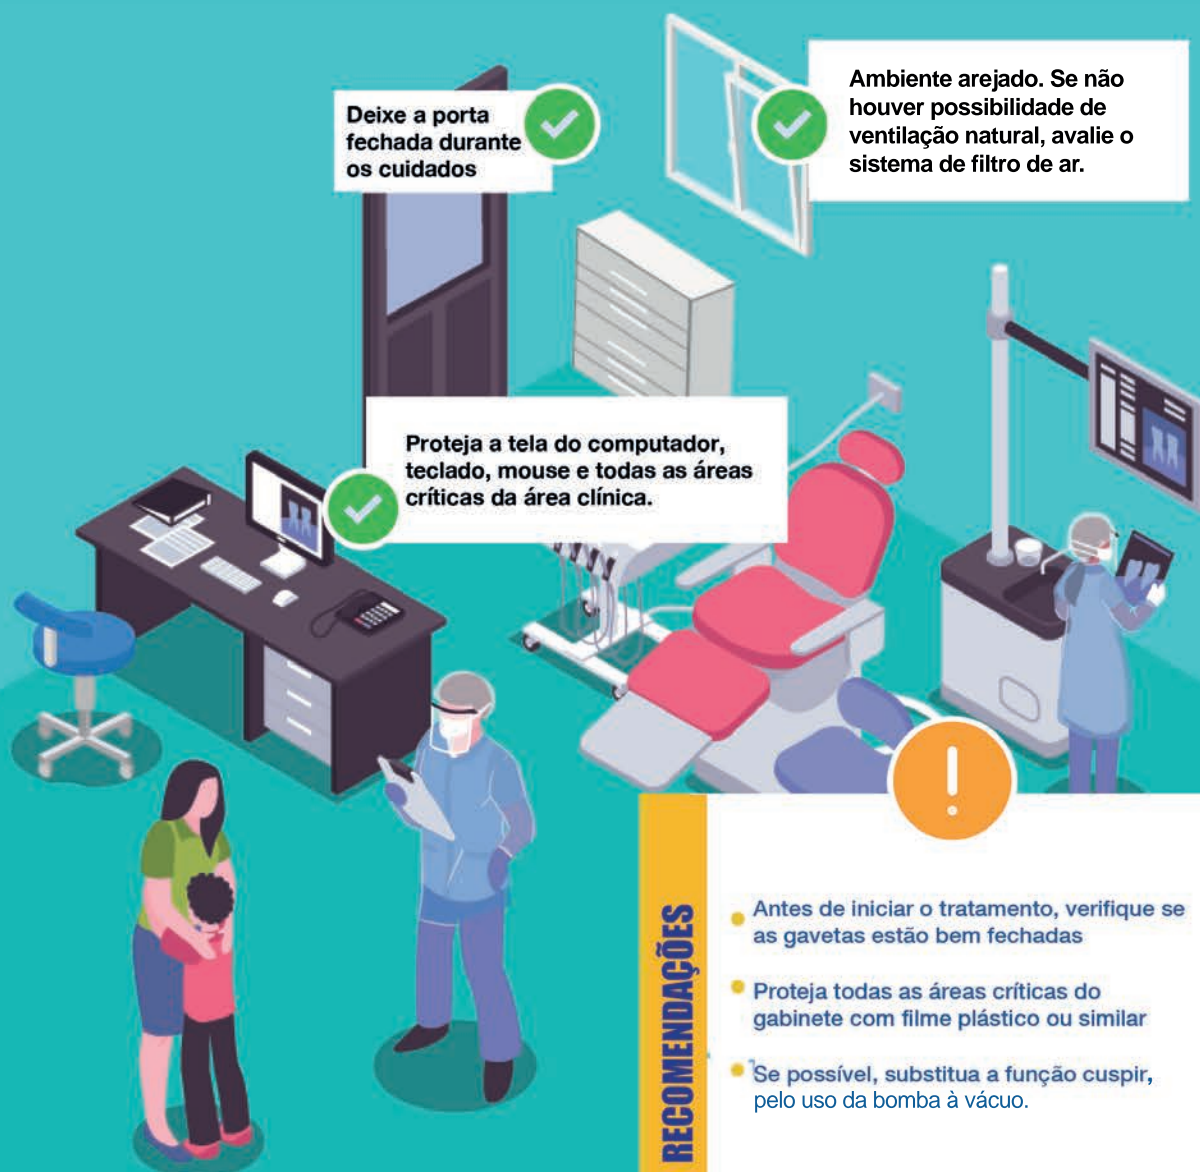 Deixe a porta
fechada durante
os cuidados
Ambiente arejado. Se não
houver possibilidade de
ventilação natural, avalie o
sistema de filtro de ar.
Proteja a tela do computador,
teclado, mouse e todas as áreas
críticas da área clínica.
RECOMENDAÇÕES
Antes de iniciar o tratamento, verifique se
as gavetas estão bem fechadas
Proteja todas as áreas críticas do
gabinete com filme plástico ou similar
Se possível, substitua a função cuspir,
pelo uso da bomba à vácuo.